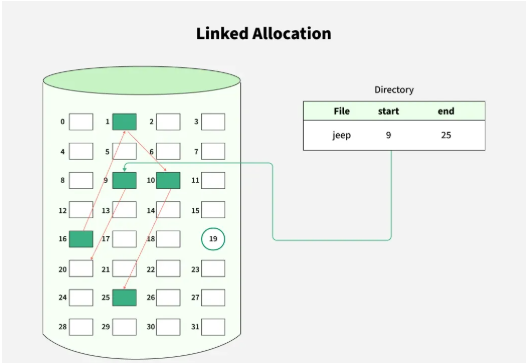 Linked Allocation
Directory
File start end
jeep 9 25
0 1 2 3
4 5 6 7
8 9 10 11
12 13 14 15
16 17 18 19
20 21 22 23
24 25 26 27
28 29 30 31